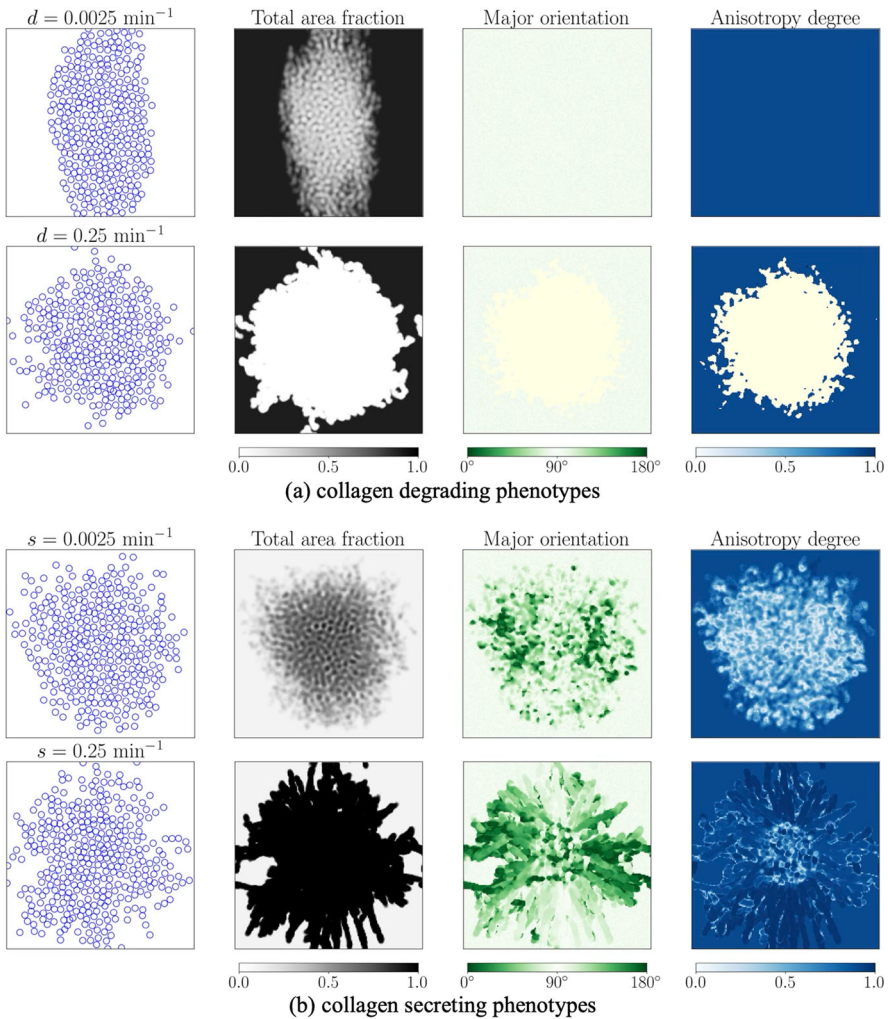 d = 0.0025 min⁻¹ Total area fraction Major orientation Anisotropy degree
d = 0.25 min⁻¹
0.0 0.5 1.0 0° 90° 180° 0.0 0.5 1.0
(a) collagen degrading phenotypes
s = 0.0025 min⁻¹ Total area fraction Major orientation Anisotropy degree
s = 0.25 min⁻¹
0.0 0.5 1.0 0° 90° 180° 0.0 0.5 1.0
(b) collagen secreting phenotypes